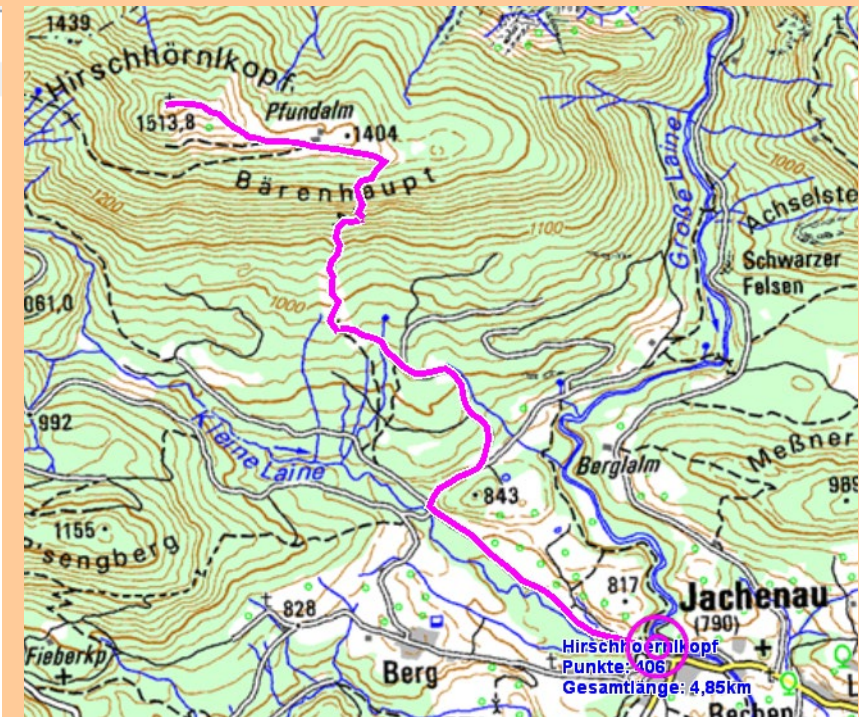 1439
Hirschhörnlkopf
Pfundalm
1513,8
1404
Bärenhaupt
1200
1100
1000
Große Laine
1000
Achselste
Schwarzer
Felsen
061,0
1000
992
Kleine Laine
Berglalm
Meßner
989
843
1155
sengberg
817
828
Jachenau
(790)
Fieberkp
Berg
Hirschhoernlkopf
Punkte: 406
Gesamtlänge: 4,85km
Bechen
L